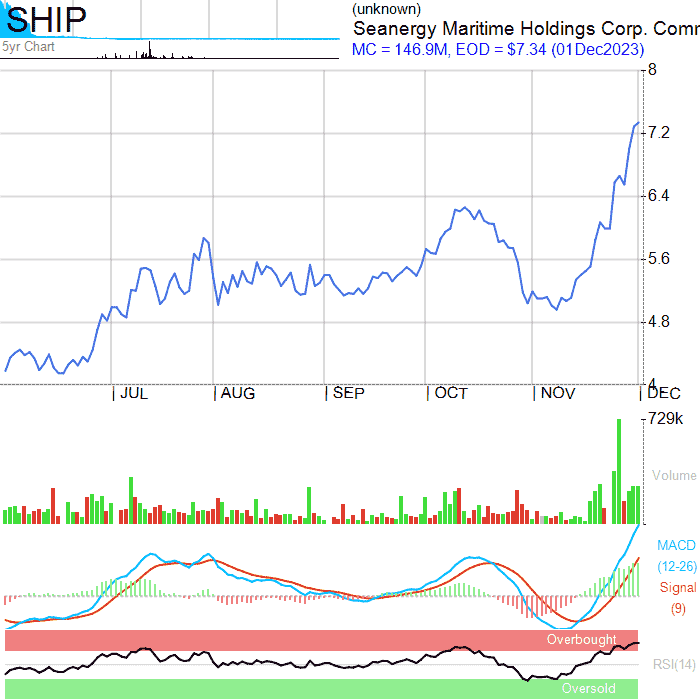 SHIP
5yr Chart
(unknown)
Seanergy Maritime Holdings Corp. Comm
MC = 146.9M, EOD = $7.34 (01Dec2023)
8
7.2
6.4
5.6
4.8
4
JUL AUG SEP OCT NOV DEC
729k
Volume
MACD
(12-26)
Signal
(9)
Overbought
RSI(14)
Oversold